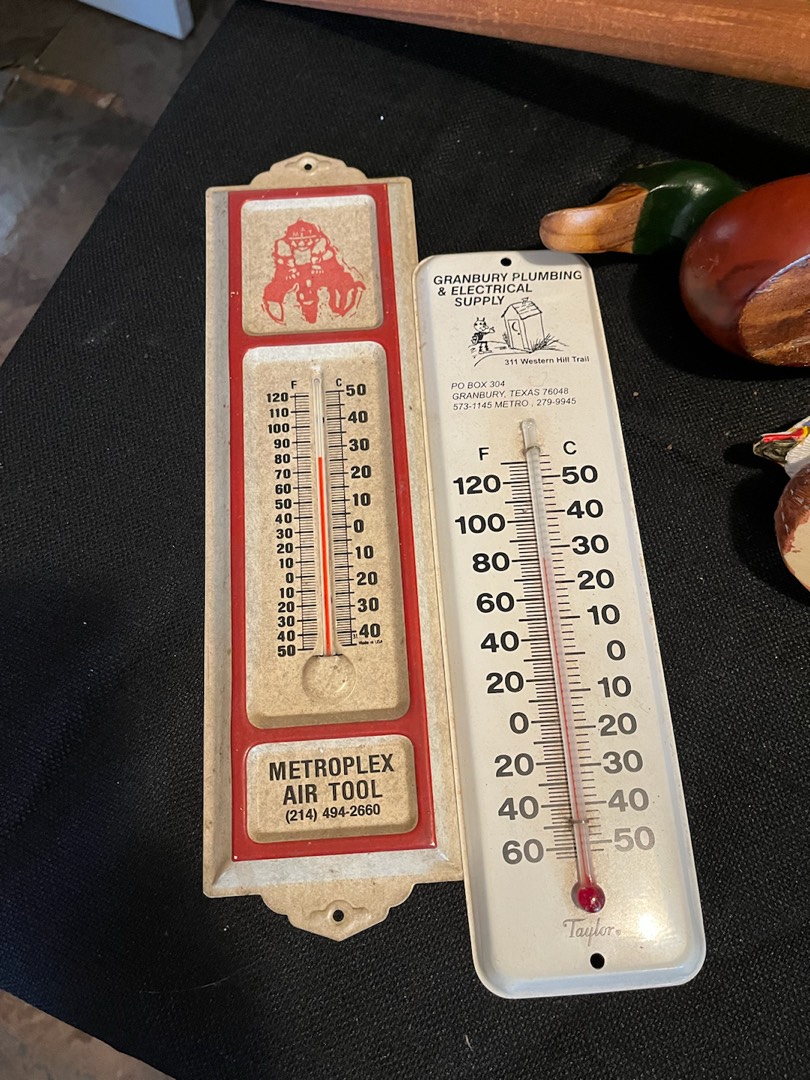 F C
120 50
110
100 40
90
80 30
70 20
60
50 10
40
30 0
20
10 10
0
10 20
20
30 30
40 40
50
METROPLEX
AIR TOOL
(214) 494-2660
GRANBURY PLUMBING
& ELECTRICAL
SUPPLY
311 Western Hill Trail
PO BOX 304
GRANBURY, TEXAS 76048
573-1145 METRO. 279-9945
F C
120 50
100 40
80 30
60 20
40 10
20 0
0 10
20 20
40 30
60 40
50
Taylor®